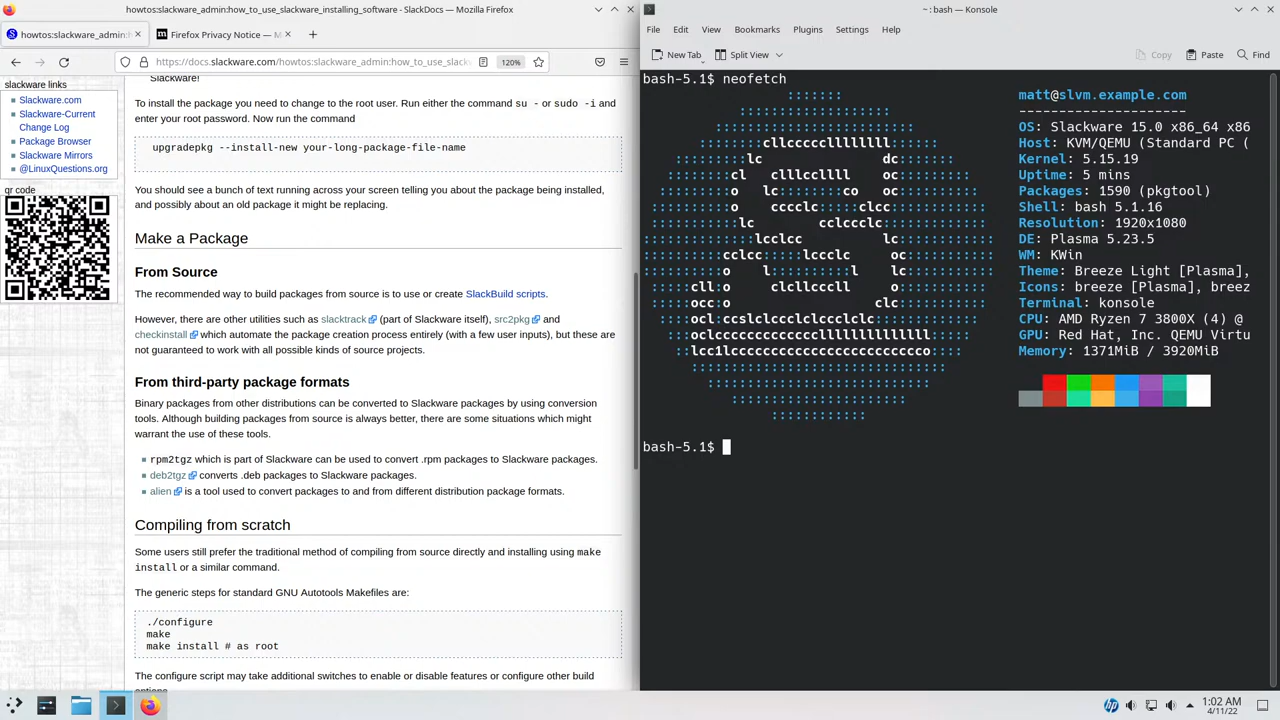 howtos:slackware_admin:how_to_use_slackware_installing_software - SlackDocs — Mozilla Firefox
howtos:slackware_admin:h
Firefox Privacy Notice — M
https://docs.slackware.com/howtos:slackware_admin:how_to_use_slack
120%
slackware links
Slackware.com
Slackware-Current
Change Log
Package Browser
Slackware Mirrors
@LinuxQuestions.org
qr code
Slackware!
To install the package you need to change to the root user. Run either the command su - or sudo -i and
enter your root password. Now run the command
upgradepkg --install-new your-long-package-file-name
You should see a bunch of text running across your screen telling you about the package being installed,
and possibly about an old package it might be replacing.
Make a Package
From Source
The recommended way to build packages from source is to use or create SlackBuild scripts.
However, there are other utilities such as slacktrack (part of Slackware itself), src2pkg and
checkinstall which automate the package creation process entirely (with a few user inputs), but these are
not guaranteed to work with all possible kinds of source projects.
From third-party package formats
Binary packages from other distributions can be converted to Slackware packages by using conversion
tools. Although building packages from source is always better, there are some situations which might
warrant the use of these tools.
rpm2tgz which is part of Slackware can be used to convert .rpm packages to Slackware packages.
deb2tgz converts .deb packages to Slackware packages.
alien is a tool used to convert packages to and from different distribution package formats.
Compiling from scratch
Some users still prefer the traditional method of compiling from source directly and installing using make
install or a similar command.
The generic steps for standard GNU Autotools Makefiles are:
./configure
make
make install # as root
The configure script may take additional switches to enable or disable features or configure other build
options
~ : bash — Konsole
File Edit View Bookmarks Plugins Settings Help
New Tab Split View Copy Paste Find
bash-5.1$ neofetch
matt@slvm.example.com
---------------------
OS: Slackware 15.0 x86_64 x86
Host: KVM/QEMU (Standard PC (
Kernel: 5.15.19
Uptime: 5 mins
Packages: 1590 (pkgtool)
Shell: bash 5.1.16
Resolution: 1920x1080
DE: Plasma 5.23.5
WM: KWin
Theme: Breeze Light [Plasma],
Icons: breeze [Plasma], breez
Terminal: konsole
CPU: AMD Ryzen 7 3800X (4) @
GPU: Red Hat, Inc. QEMU Virtu
Memory: 1371MiB / 3920MiB
bash-5.1$
hp
1:02 AM
4/11/22